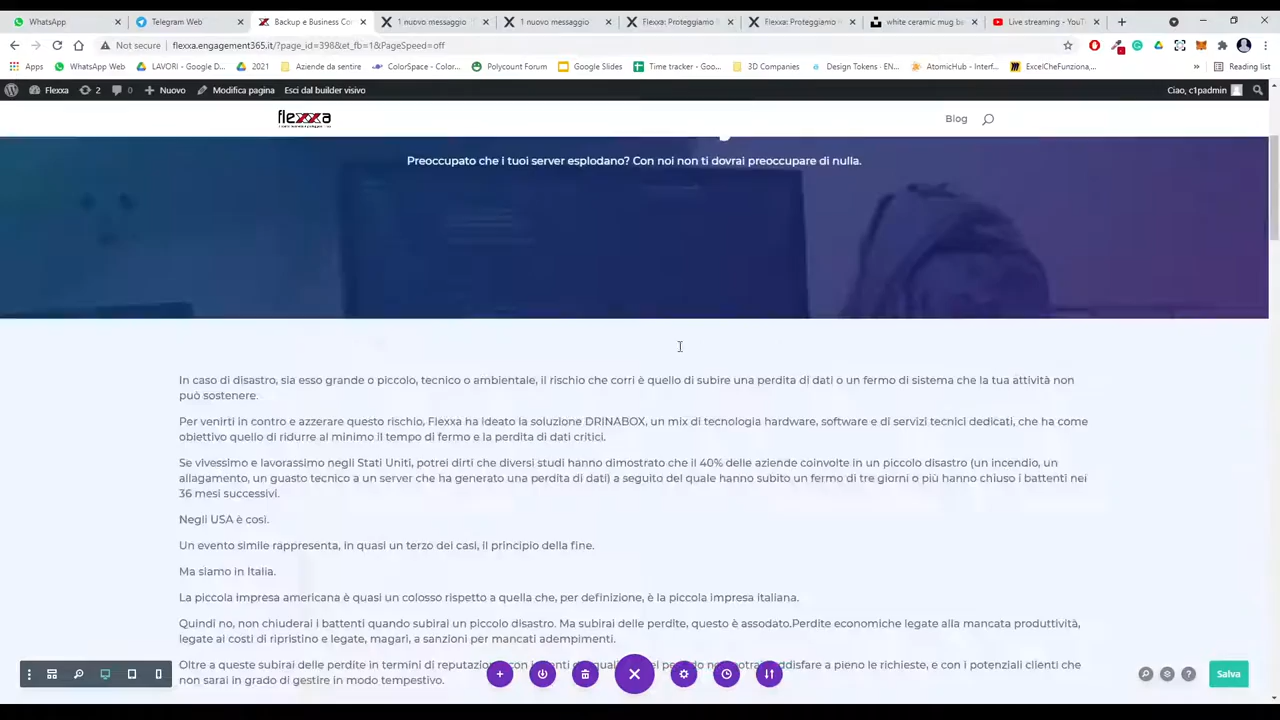 WhatsApp
Telegram Web
Backup e Business Co
1 nuovo messaggio
1 nuovo messaggio
Flexxa: Proteggiamo
Flexxa: Proteggiamo
white ceramic mug be
Live streaming - YouT
Not secure
flexxa.engagement365.it/?page_id=398&et_fb=1&PageSpeed=off
Apps
WhatsApp Web
LAVORI - Google D...
2021
Aziende da sentire
ColorSpace - Color...
Polycount Forum
Google Slides
Time tracker - Goo...
3D Companies
Design Tokens · EN...
AtomicHub - Interf...
ExcelCheFunziona,...
Reading list
Flexxa
2
0
Nuovo
Modifica pagina
Esci dal builder visivo
Ciao, c1padmin
flexxa
Blog
Preoccupato che i tuoi server esplodano? Con noi non ti dovrai preoccupare di nulla.
In caso di disastro, sia esso grande o piccolo, tecnico o ambientale, il rischio che corri è quello di subire una perdita di dati o un fermo di sistema che la tua attività non
può sostenere.
Per venirti in contro e azzerare questo rischio, Flexxa ha ideato la soluzione DRINABOX, un mix di tecnologia hardware, software e di servizi tecnici dedicati, che ha come
obiettivo quello di ridurre al minimo il tempo di fermo e la perdita di dati critici.
Se vivessimo e lavorassimo negli Stati Uniti, potrei dirti che diversi studi hanno dimostrato che il 40% delle aziende coinvolte in un piccolo disastro (un incendio, un
allagamento, un guasto tecnico a un server che ha generato una perdita di dati) a seguito del quale hanno subito un fermo di tre giorni o più hanno chiuso i battenti nei
36 mesi successivi.
Negli USA è così.
Un evento simile rappresenta, in quasi un terzo dei casi, il principio della fine.
Ma siamo in Italia.
La piccola impresa americana è quasi un colosso rispetto a quella che, per definizione, è la piccola impresa italiana.
Quindi no, non chiuderai i battenti quando subirai un piccolo disastro. Ma subirai delle perdite, questo è assodato.Perdite economiche legate alla mancata produttività,
legate ai costi di ripristino e legate, magari, a sanzioni per mancati adempimenti.
Oltre a queste subirai delle perdite in termini di reputazione
non sarai in grado di gestire in modo tempestivo.
Salva